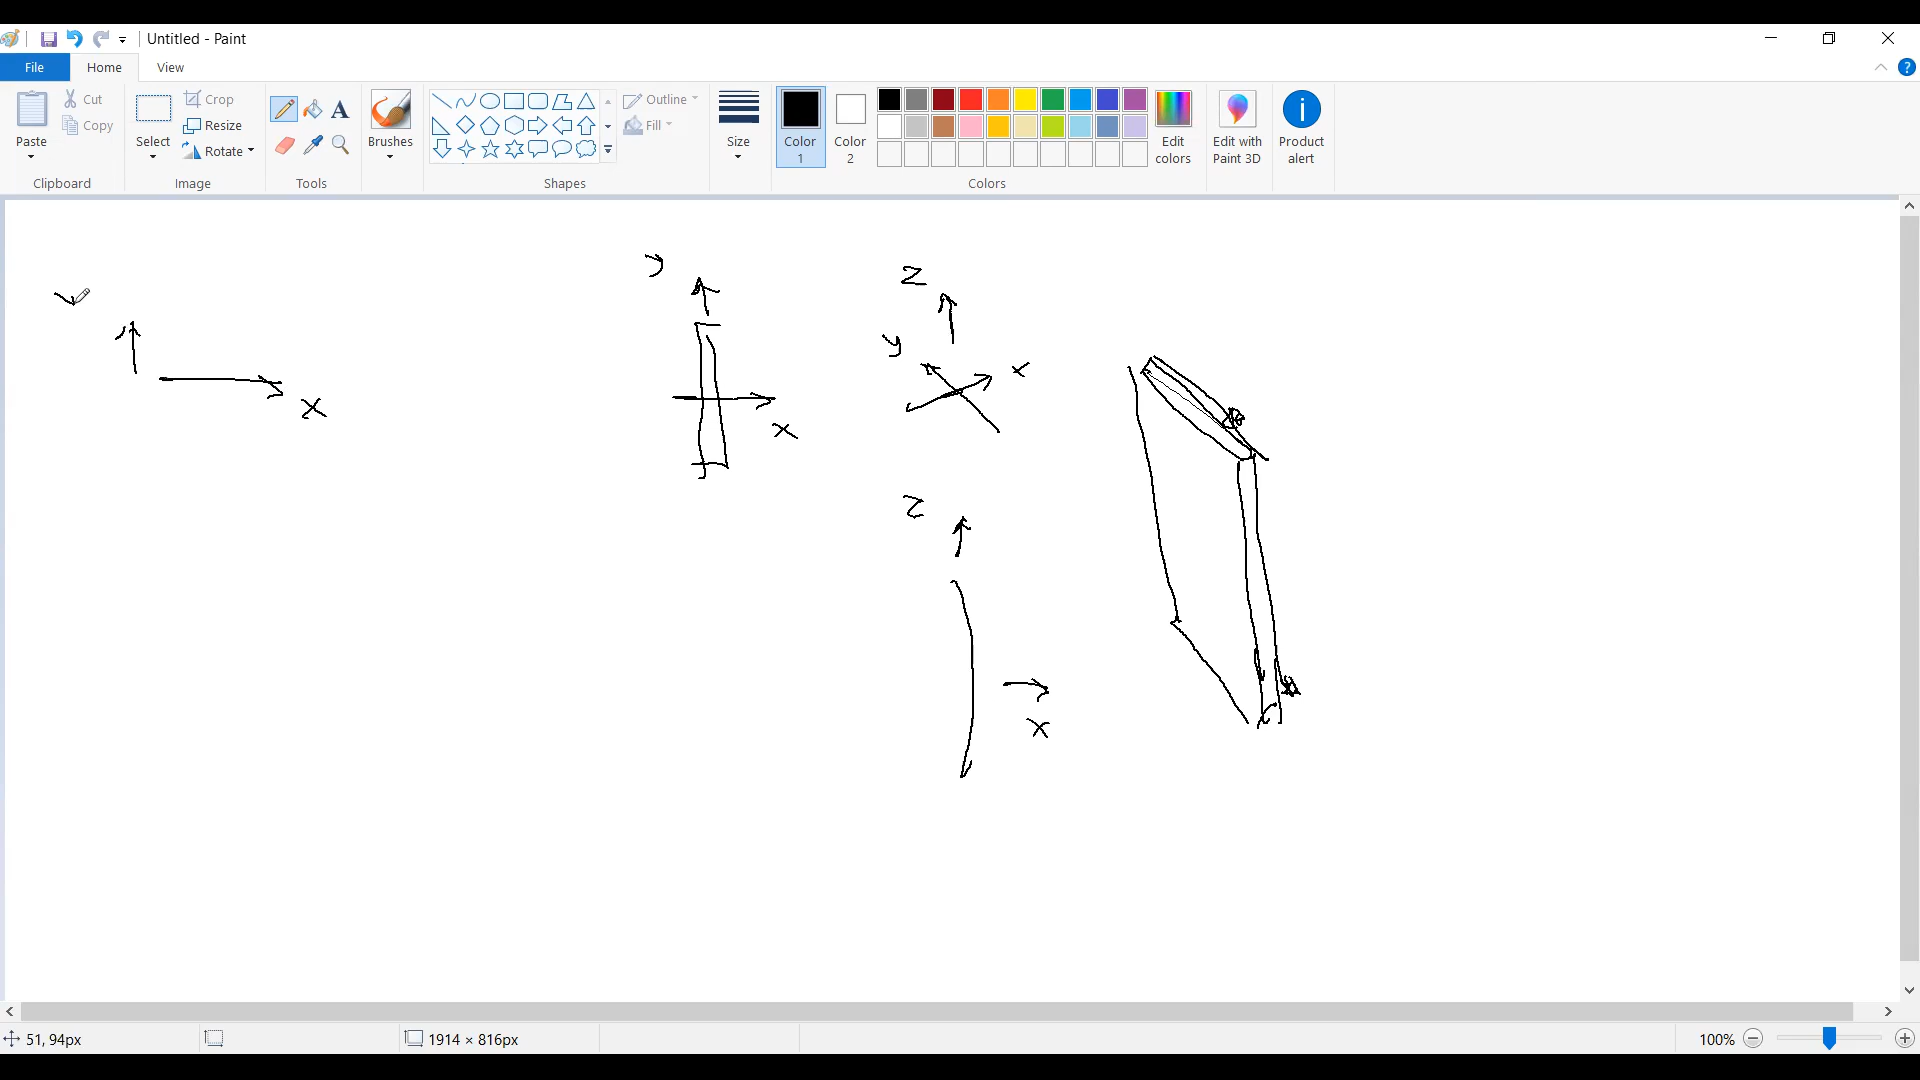 Untitled - Paint
File Home View
Paste
Cut
Copy
Clipboard
Select
Crop
Resize
Rotate
Image
Tools
Brushes
Outline
Fill
Shapes
Size
Color 1
Color 2
Colors
Edit colors
Edit with Paint 3D
Product alert
x
x
z
y
x
z
x
51, 94px
1914 × 816px
100%